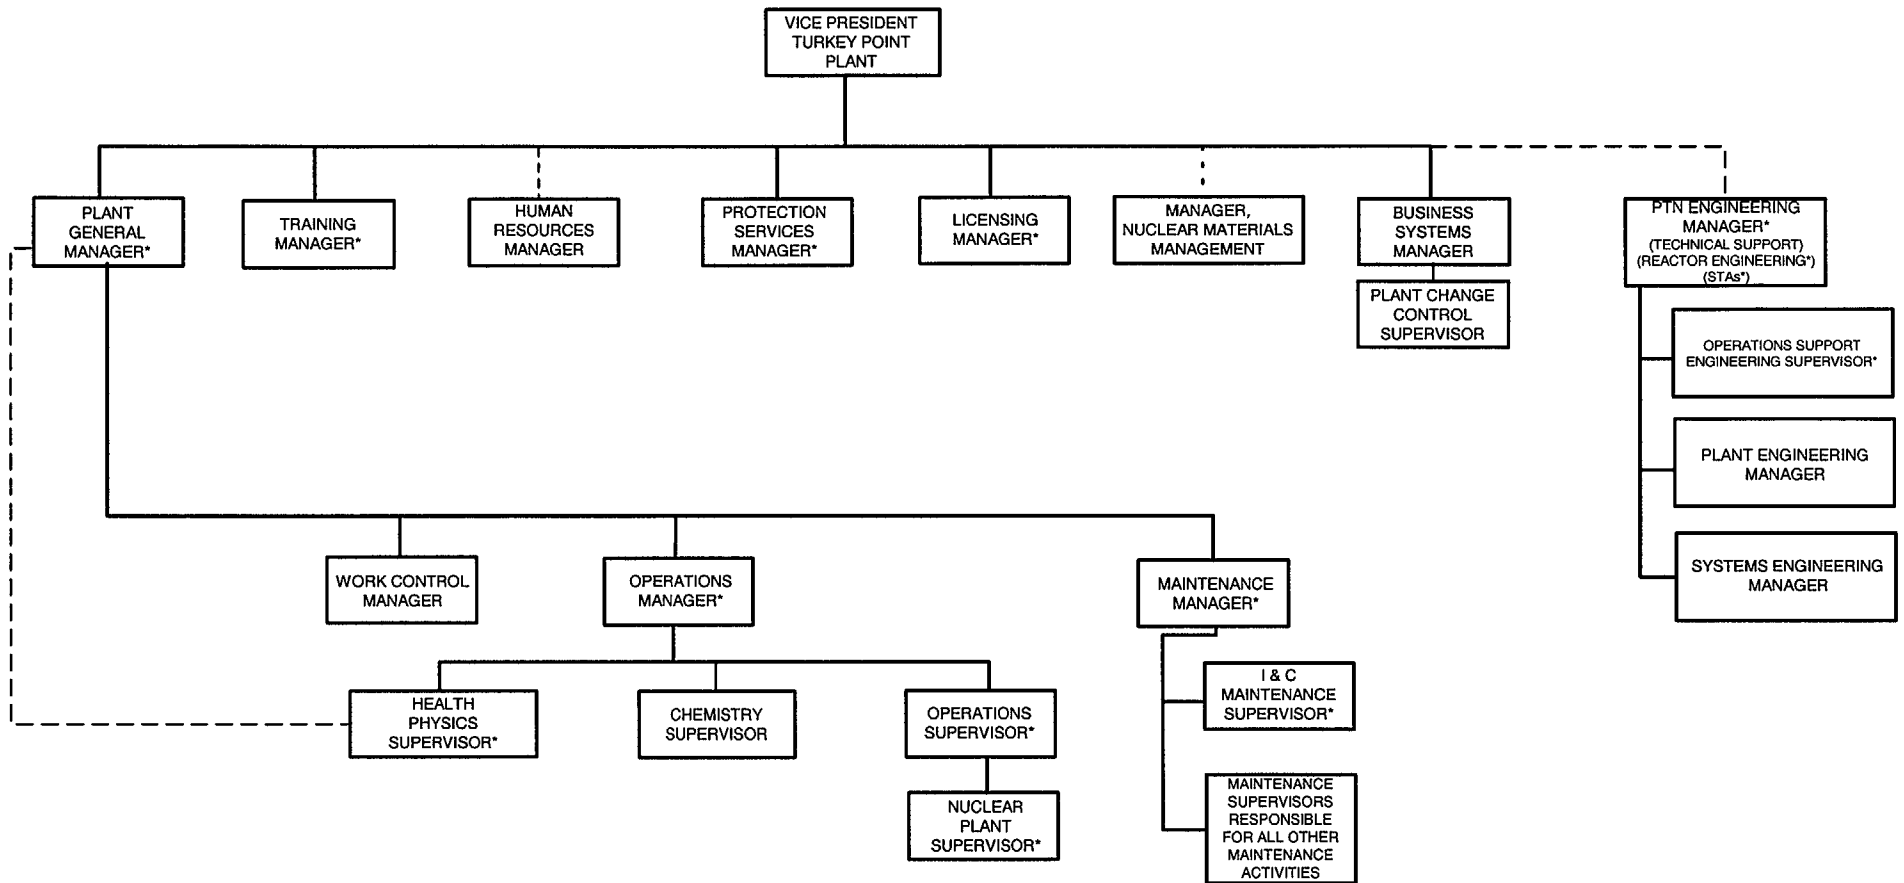 VICE PRESIDENT
TURKEY POINT
PLANT
PLANT
GENERAL
MANAGER*
TRAINING
MANAGER*
HUMAN
RESOURCES
MANAGER
PROTECTION
SERVICES
MANAGER*
LICENSING
MANAGER*
MANAGER,
NUCLEAR MATERIALS
MANAGEMENT
BUSINESS
SYSTEMS
MANAGER
PTN ENGINEERING
MANAGER*
(TECHNICAL SUPPORT)
(REACTOR ENGINEERING*)
(STAs*)
PLANT CHANGE
CONTROL
SUPERVISOR
OPERATIONS SUPPORT
ENGINEERING SUPERVISOR*
PLANT ENGINEERING
MANAGER
SYSTEMS ENGINEERING
MANAGER
WORK CONTROL
MANAGER
OPERATIONS
MANAGER*
MAINTENANCE
MANAGER*
HEALTH
PHYSICS
SUPERVISOR*
CHEMISTRY
SUPERVISOR
OPERATIONS
SUPERVISOR*
I & C
MAINTENANCE
SUPERVISOR*
NUCLEAR
PLANT
SUPERVISOR*
MAINTENANCE
SUPERVISORS
RESPONSIBLE
FOR ALL OTHER
MAINTENANCE
ACTIVITIES